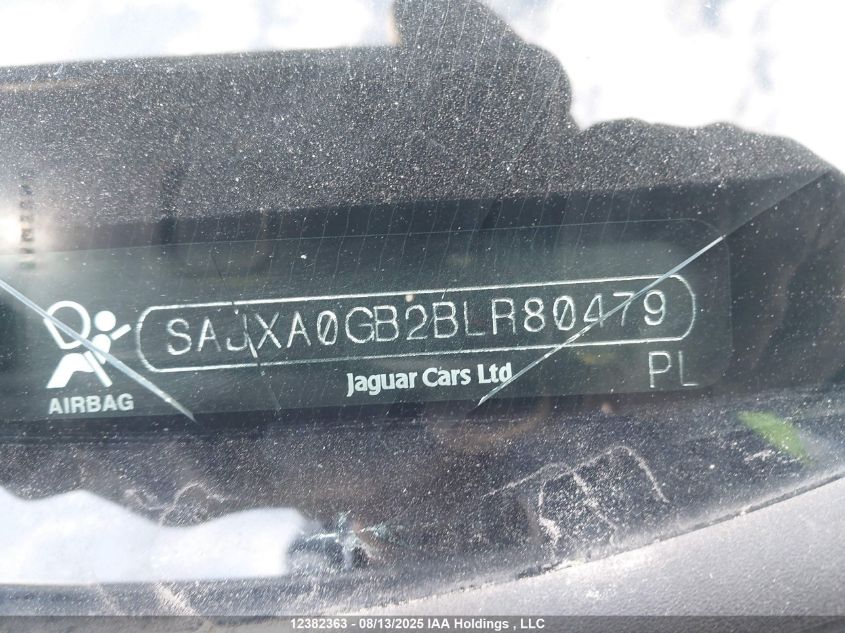 SAJXA0GB2BLR80479
Jaguar Cars Ltd
PL
AIRBAG
12382363 - 08/13/2025 IAA Holdings , LLC